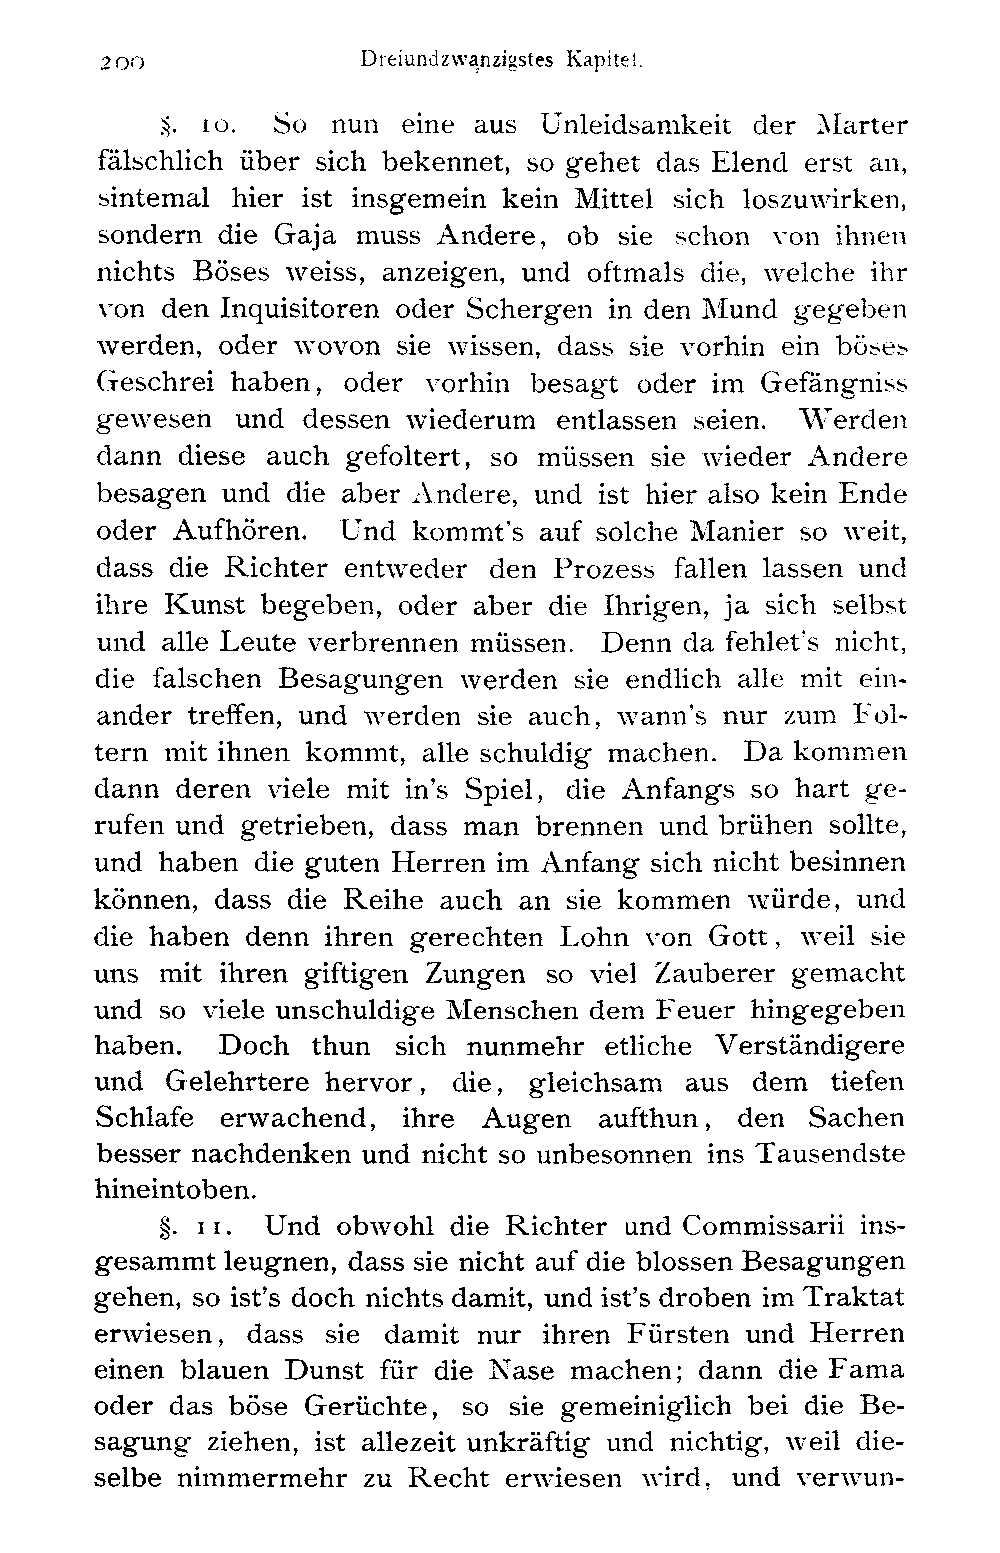 200 Dreiundzwanzigstes Kapitel.
§. 10. So nun eine aus Unleidsamkeit der Marter
fälschlich über sich bekennet, so gehet das Elend erst an,
sintemal hier ist insgemein kein Mittel sich loszuwirken,
sondern die Gaja muss Andere, ob sie schon von ihnen
nichts Böses weiss, anzeigen, und oftmals die, welche ihr
von den Inquisitoren oder Schergen in den Mund gegeben
werden, oder wovon sie wissen, dass sie vorhin ein böses
Geschrei haben, oder vorhin besagt oder im Gefängniss
gewesen und dessen wiederum entlassen seien. Werden
dann diese auch gefoltert, so müssen sie wieder Andere
besagen und die aber Andere, und ist hier also kein Ende
oder Aufhören. Und kommt's auf solche Manier so weit,
dass die Richter entweder den Prozess fallen lassen und
ihre Kunst begeben, oder aber die Ihrigen, ja sich selbst
und alle Leute verbrennen müssen. Denn da fehlet's nicht,
die falschen Besagungen werden sie endlich alle mit ein-
ander treffen, und werden sie auch, wann's nur zum Fol-
tern mit ihnen kommt, alle schuldig machen. Da kommen
dann deren viele mit in's Spiel, die Anfangs so hart ge-
rufen und getrieben, dass man brennen und brühen sollte,
und haben die guten Herren im Anfang sich nicht besinnen
können, dass die Reihe auch an sie kommen würde, und
die haben denn ihren gerechten Lohn von Gott, weil sie
uns mit ihren giftigen Zungen so viel Zauberer gemacht
und so viele unschuldige Menschen dem Feuer hingegeben
haben. Doch thun sich nunmehr etliche Verständigere
und Gelehrtere hervor, die, gleichsam aus dem tiefen
Schlafe erwachend, ihre Augen aufthun, den Sachen
besser nachdenken und nicht so unbesonnen ins Tausendste
hineintoben.
§. 11. Und obwohl die Richter und Commissarii ins-
gesammt leugnen, dass sie nicht auf die blossen Besagungen
gehen, so ist's doch nichts damit, und ist's droben im Traktat
erwiesen, dass sie damit nur ihren Fürsten und Herren
einen blauen Dunst für die Nase machen; dann die Fama
oder das böse Gerüchte, so sie gemeiniglich bei die Be-
sagung ziehen, ist allezeit unkräftig und nichtig, weil die-
selbe nimmermehr zu Recht erwiesen wird, und verwun-